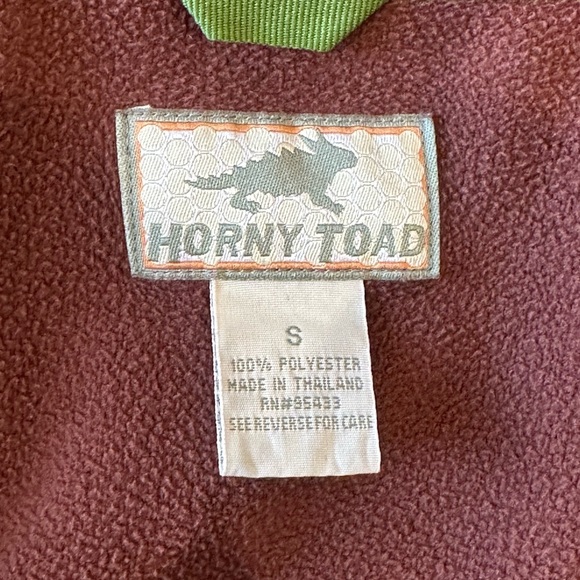 HORNY TOAD
S
100% POLYESTER
MADE IN THAILAND
RN#95433
SEE REVERSE FOR CARE